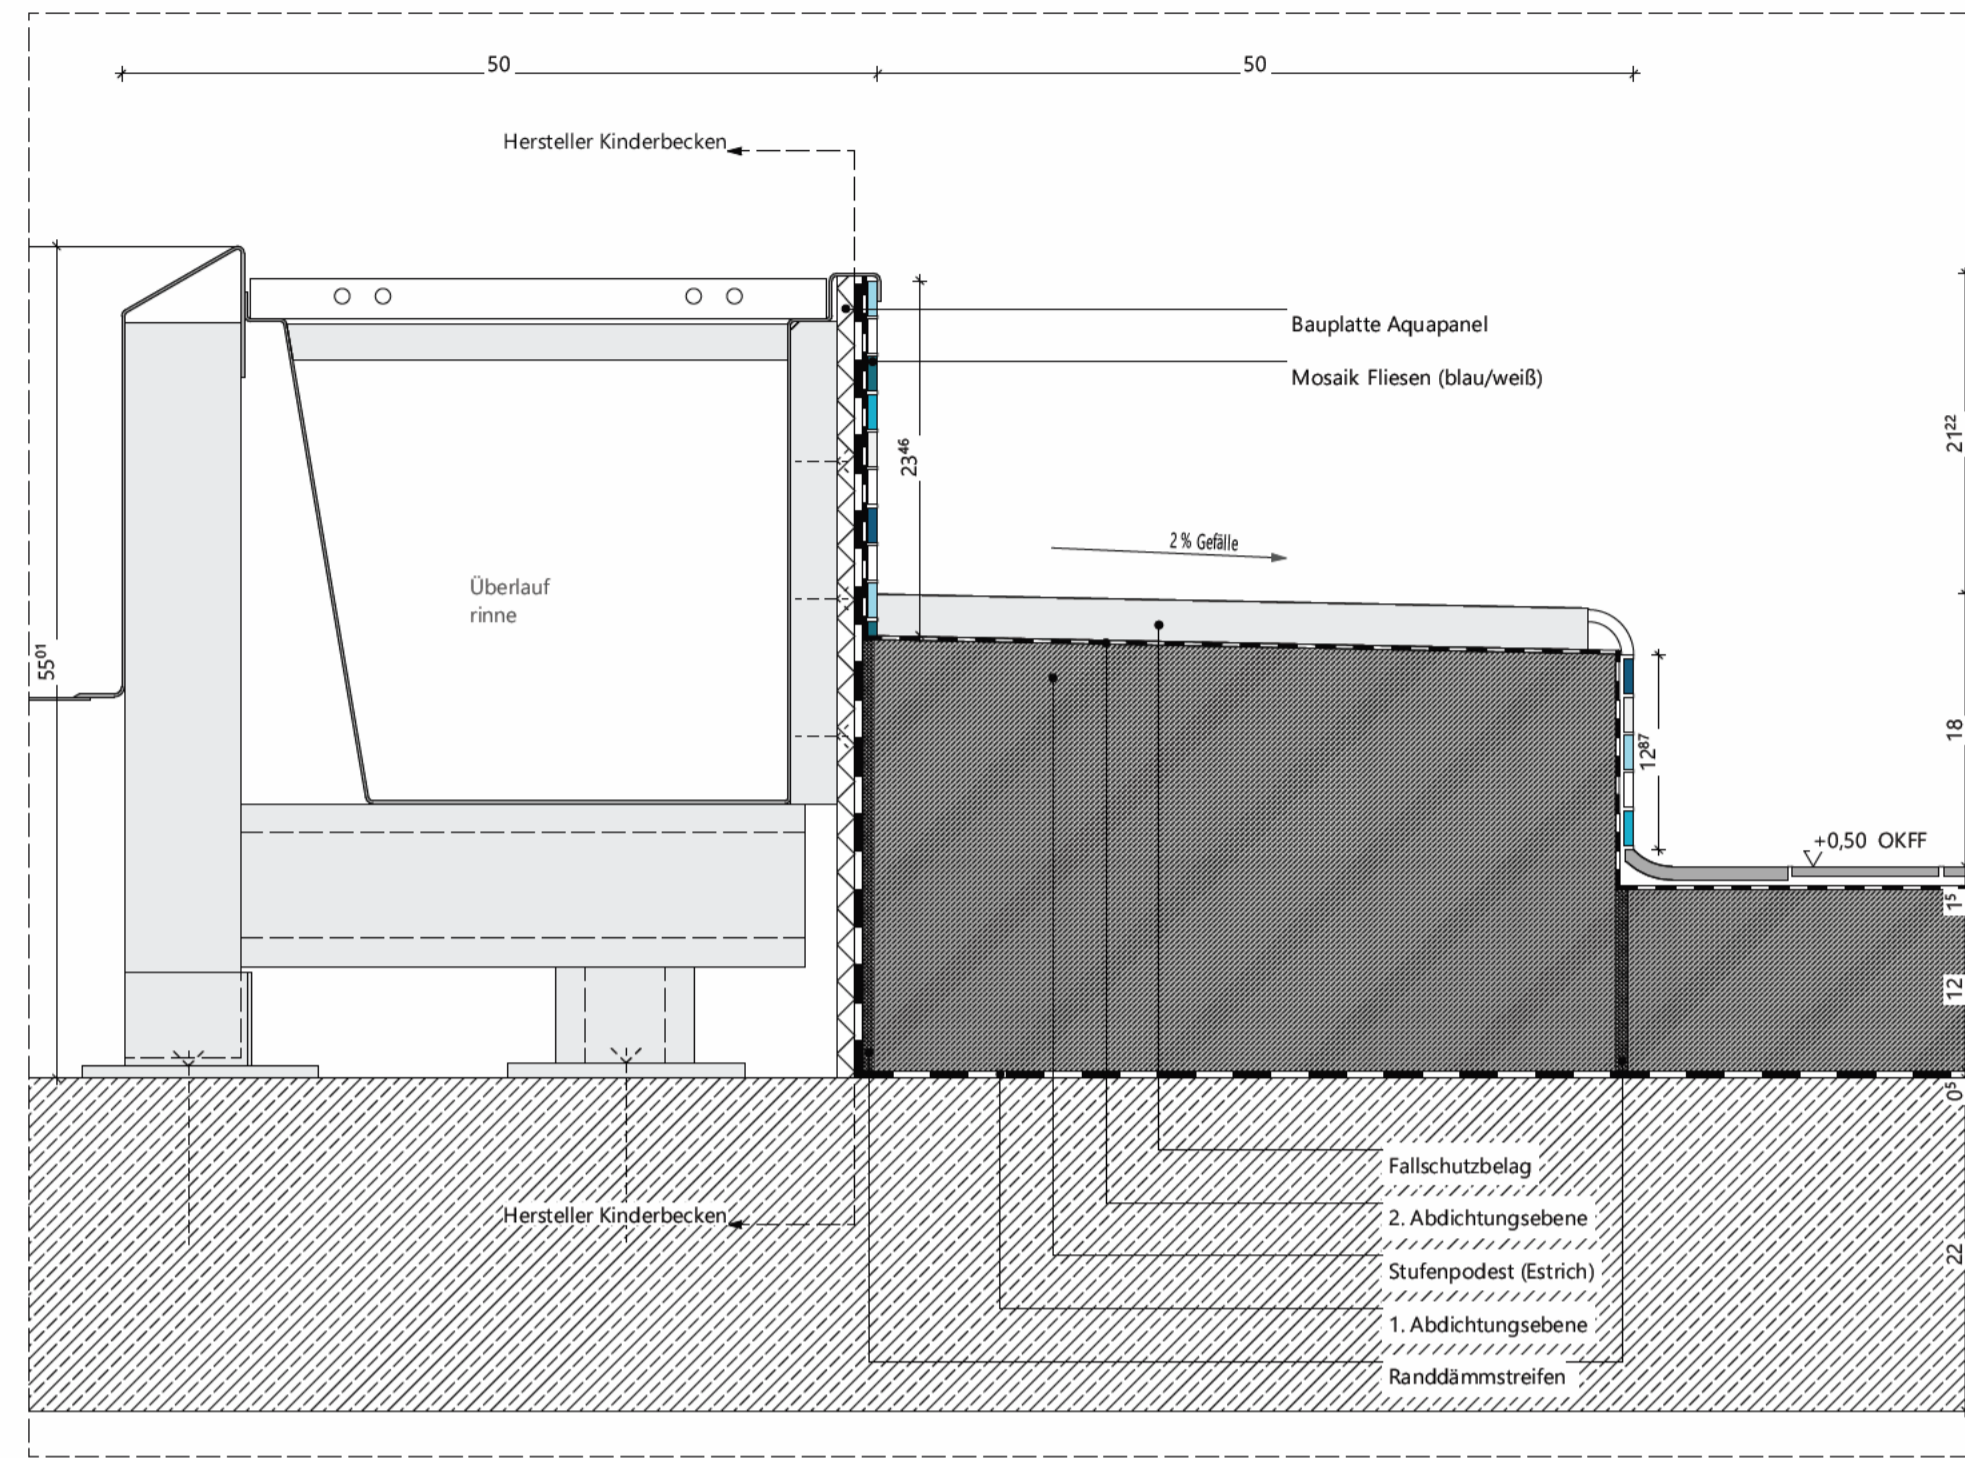 50
50
Hersteller Kinderbecken
Bauplatte Aquapanel
Mosaik Fliesen (blau/weiß)
23⁴⁶
21²²
2 % Gefälle
Überlauf
rinne
55⁰¹
12⁸⁷
18
+0,50 OKFF
1⁵
12
0⁵
Fallschutzbelag
Hersteller Kinderbecken
2. Abdichtungsebene
22
Stufenpodest (Estrich)
1. Abdichtungsebene
Randdämmstreifen